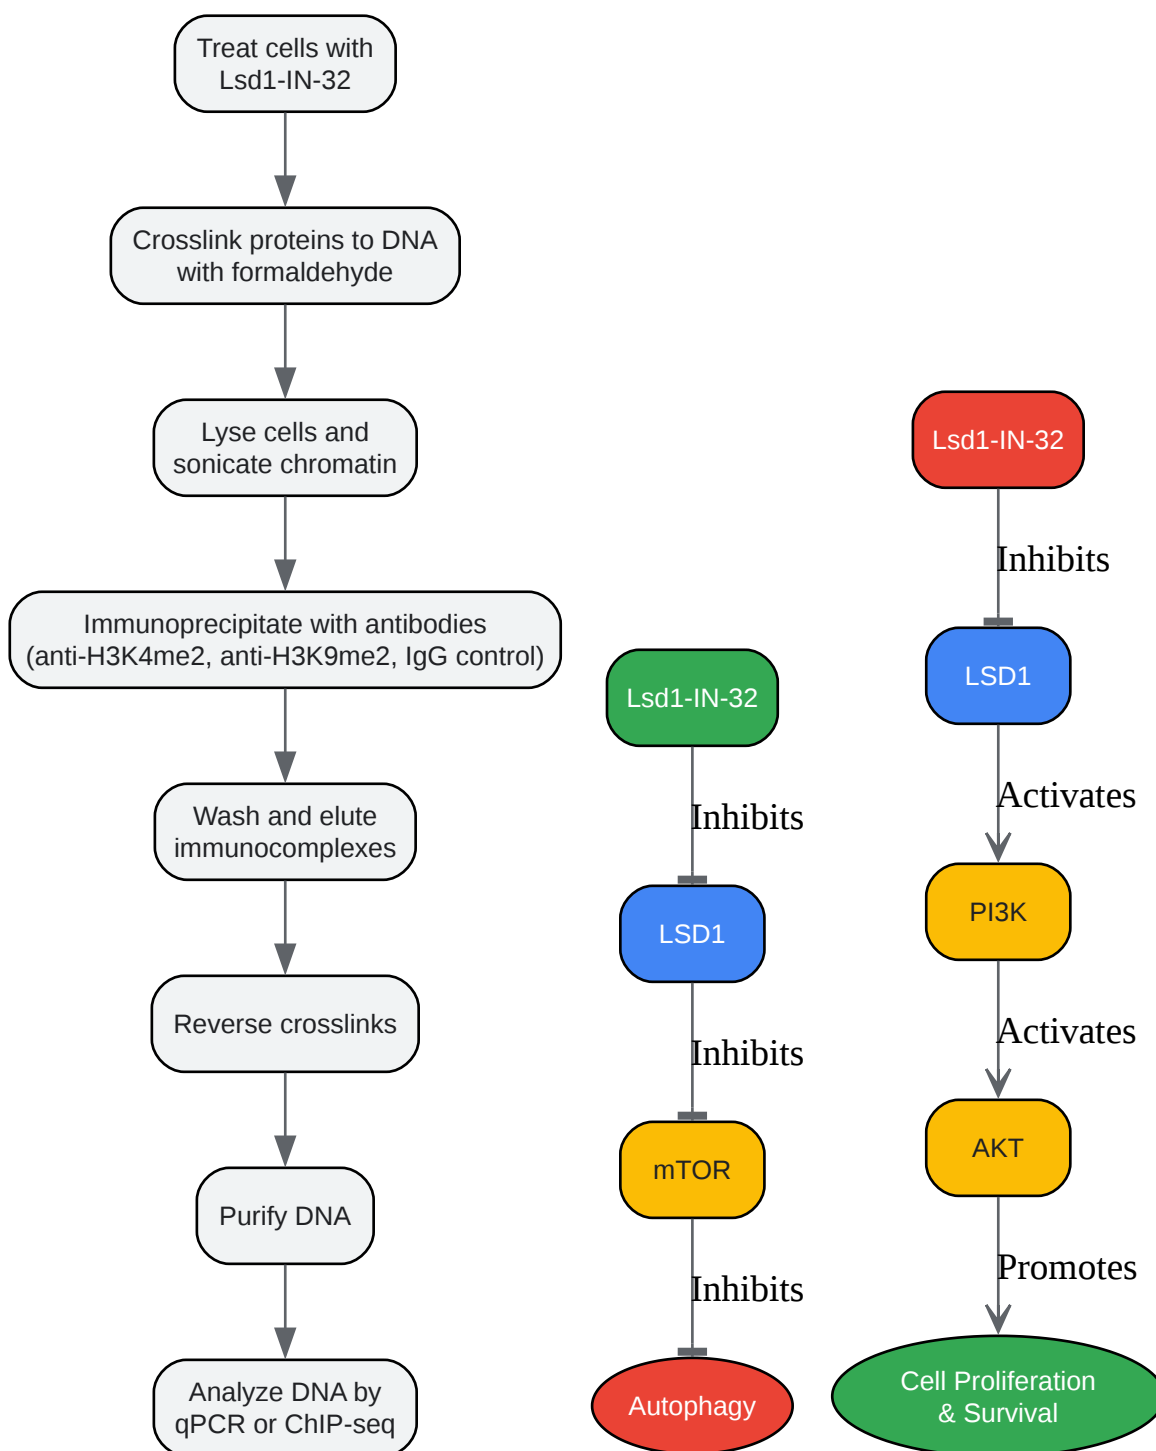 Treat cells with
Lsd1-IN-32
Crosslink proteins to DNA
with formaldehyde
Lyse cells and
sonicate chromatin
Immunoprecipitate with antibodies
(anti-H3K4me2, anti-H3K9me2, IgG control)
Wash and elute
immunocomplexes
Reverse crosslinks
Purify DNA
Analyze DNA by
qPCR or ChIP-seq
Lsd1-IN-32
Inhibits
LSD1
Inhibits
mTOR
Inhibits
Autophagy
Lsd1-IN-32
Inhibits
LSD1
Activates
PI3K
Activates
AKT
Promotes
Cell Proliferation
& Survival